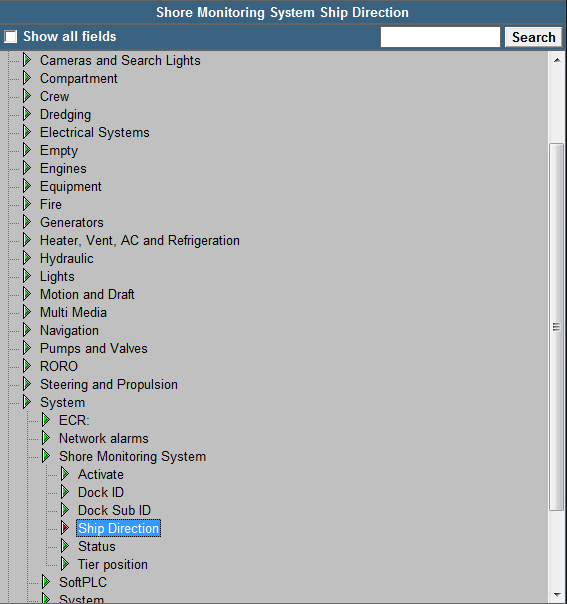 Shore Monitoring System Ship Direction
Show all fields
Search
Cameras and Search Lights
Compartment
Crew
Dredging
Electrical Systems
Empty
Engines
Equipment
Fire
Generators
Heater, Vent, AC and Refrigeration
Hydraulic
Lights
Motion and Draft
Multi Media
Navigation
Pumps and Valves
RORO
Steering and Propulsion
System
ECR:
Network alarms
Shore Monitoring System
Activate
Dock ID
Dock Sub ID
Ship Direction
Status
Tier position
SoftPLC
System